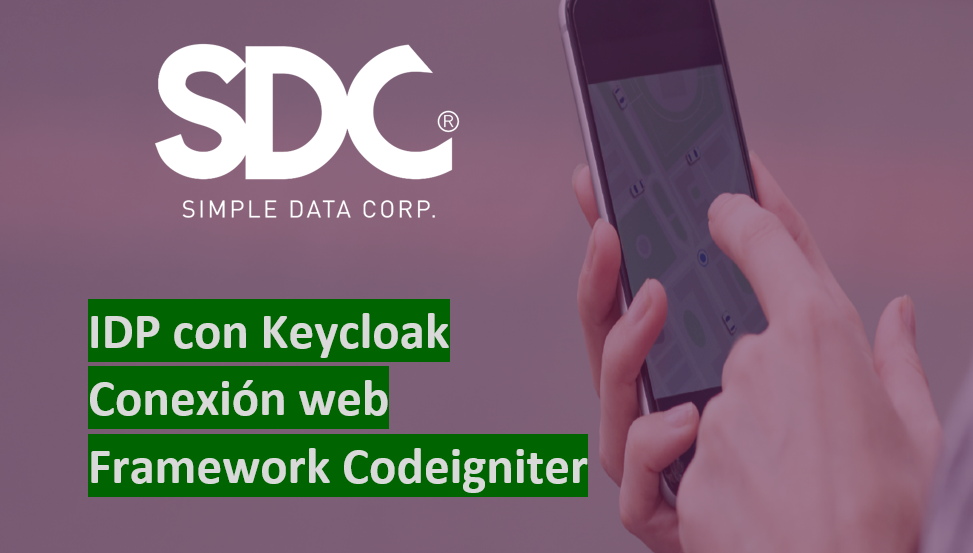 SDC®
SIMPLE DATA CORP.
IDP con Keycloak
Conexión web
Framework Codeigniter